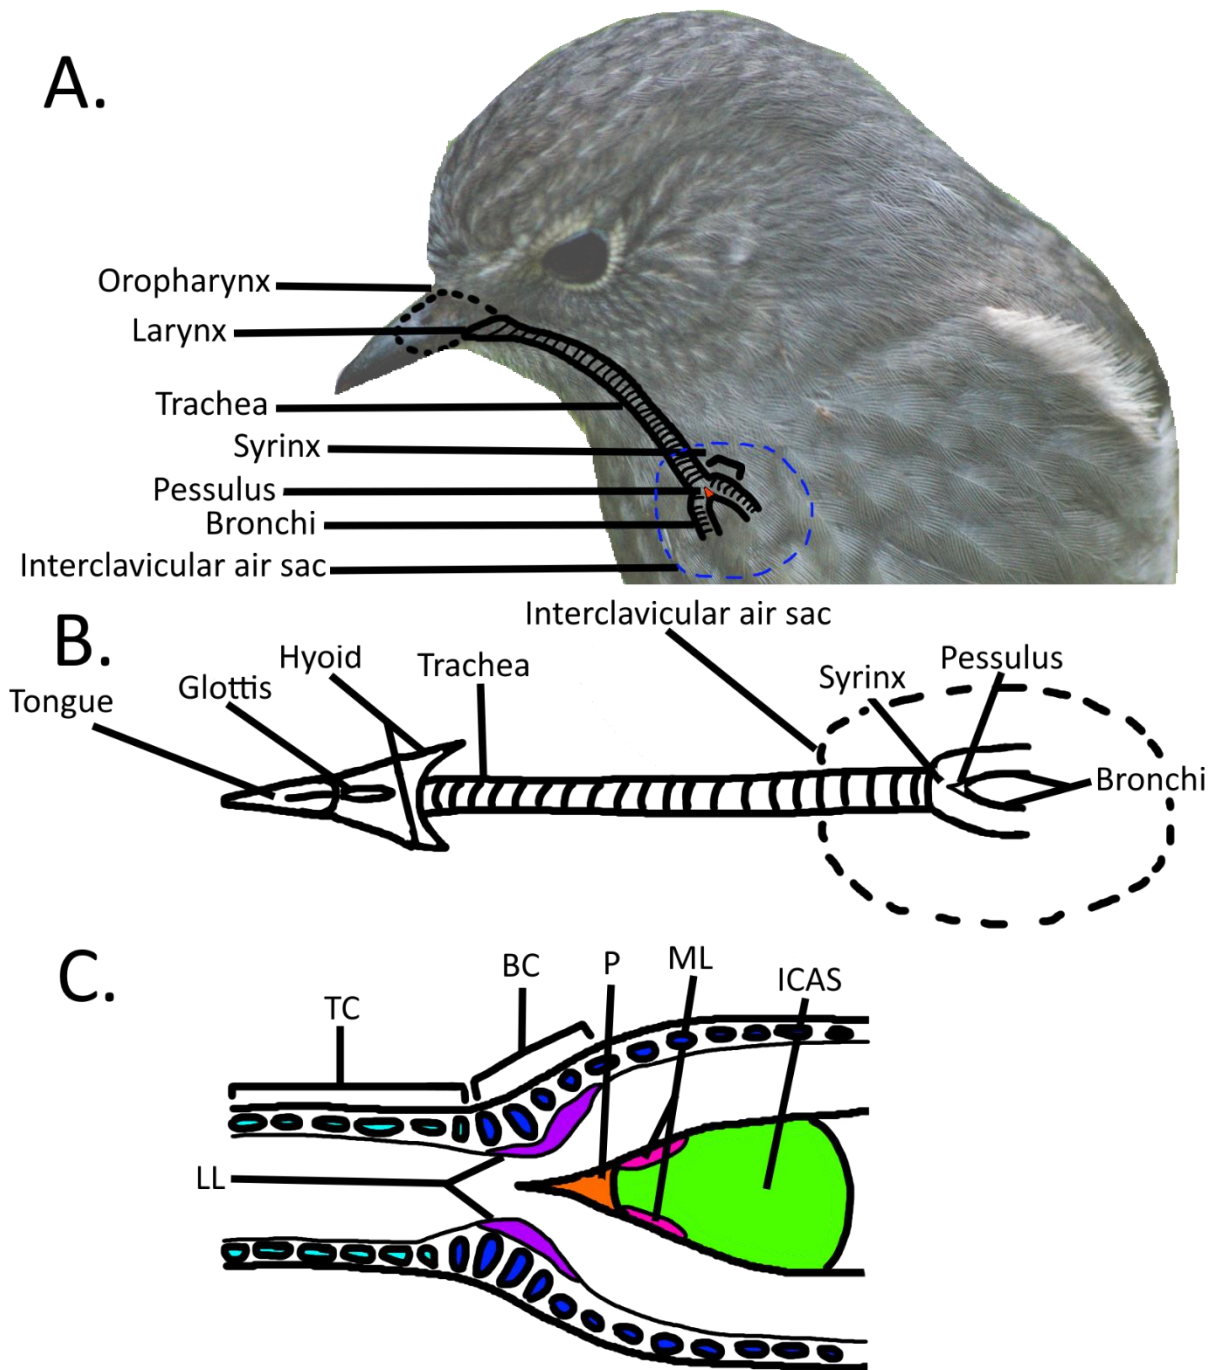 A.
Oropharynx
Larynx
Trachea
Syrinx
Pessulus
Bronchi
Interclavicular air sac
B.
Interclavicular air sac
Hyoid
Trachea
Pessulus
Syrinx
Glottis
Tongue
Bronchi
C.
BC
P
ML
ICAS
TC
LL